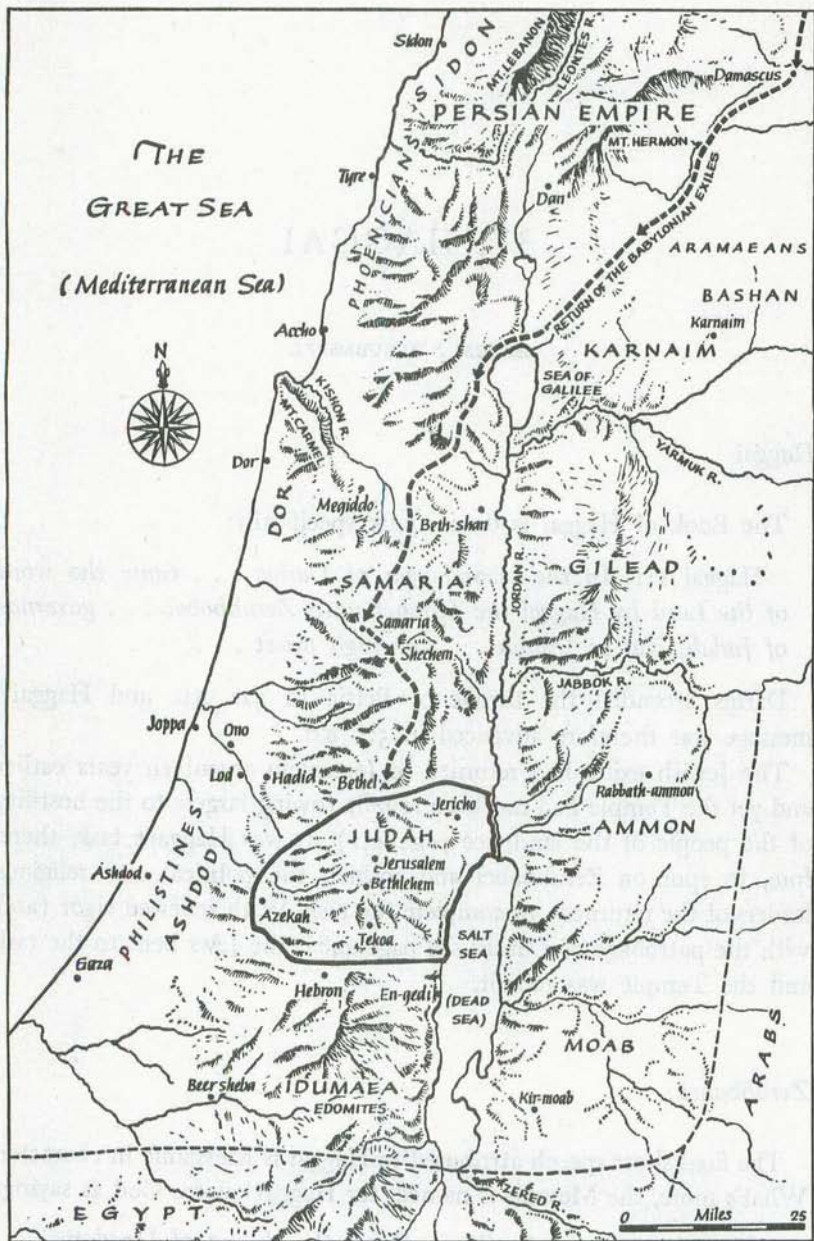 Sidon
SIDON
MT. LEBANON
LEONTES R.
Damascus
PERSIAN EMPIRE
MT. HERMON
THE
GREAT SEA
(Mediterranean Sea)
Tyre
Dan
PHOENICIANS
RETURN OF THE BABYLONIAN EXILES
ARAMAEANS
BASHAN
Karnaim
KARNAIM
Accho
N
SEA OF
GALILEE
KISHON R.
MT. CARMEL
YARMUK R.
Dor
DOR
Megiddo
Beth-shan
GILEAD
SAMARIA
JORDAN R.
Samaria
Shechem
JABBOK R.
Joppa
Ono
Lod
Hadid
Bethel
Rabbath-ammon
Jericho
AMMON
JUDAH
Jerusalem
Bethlehem
Ashdod
PHILISTINES
ASHDOD
Azekah
Tekoa
SALT
SEA
Gaza
Hebron
En-gedi
(DEAD
SEA)
MOAB
ARABS
Beersheba
IDUMAEA
EDOMITES
Kir-moab
ZERED R.
EGYPT
0 Miles 25